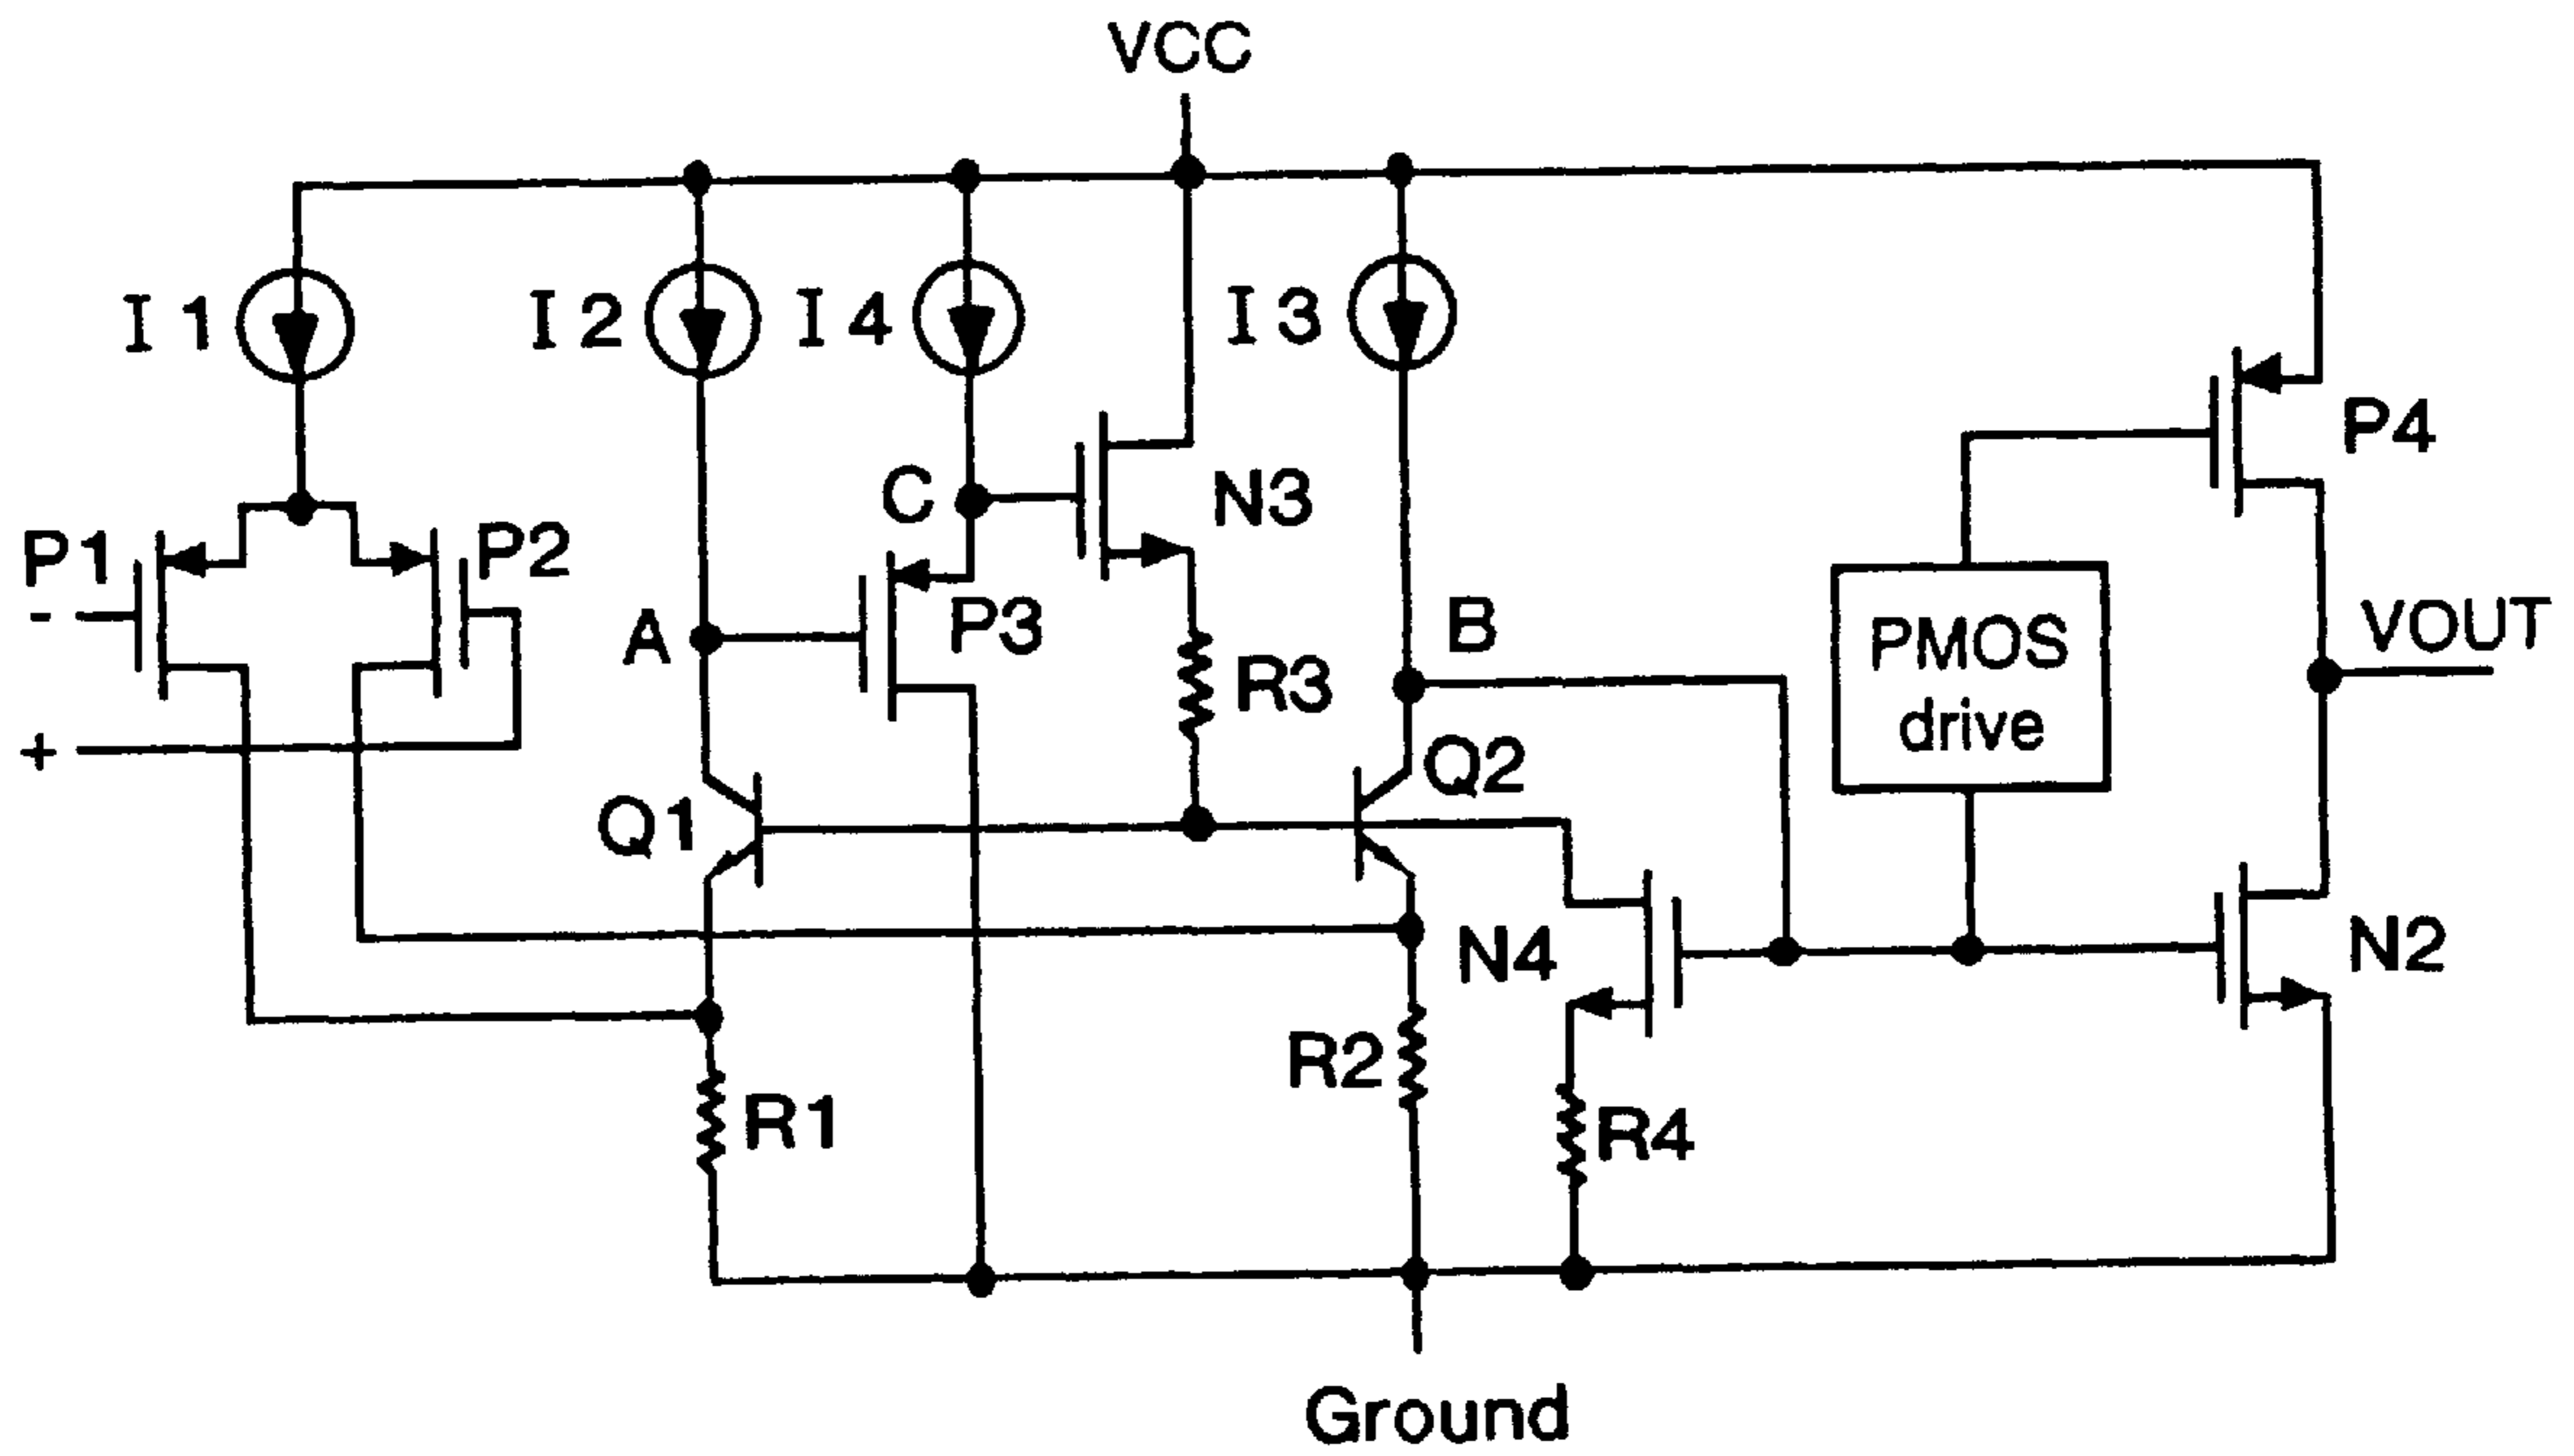 VCC
I1
I2
I4
I3
P4
C
N3
P1
P2
-
A
P3
B
VOUT
PMOS
drive
R3
+
Q1
Q2
N4
N2
R2
R1
R4
Ground